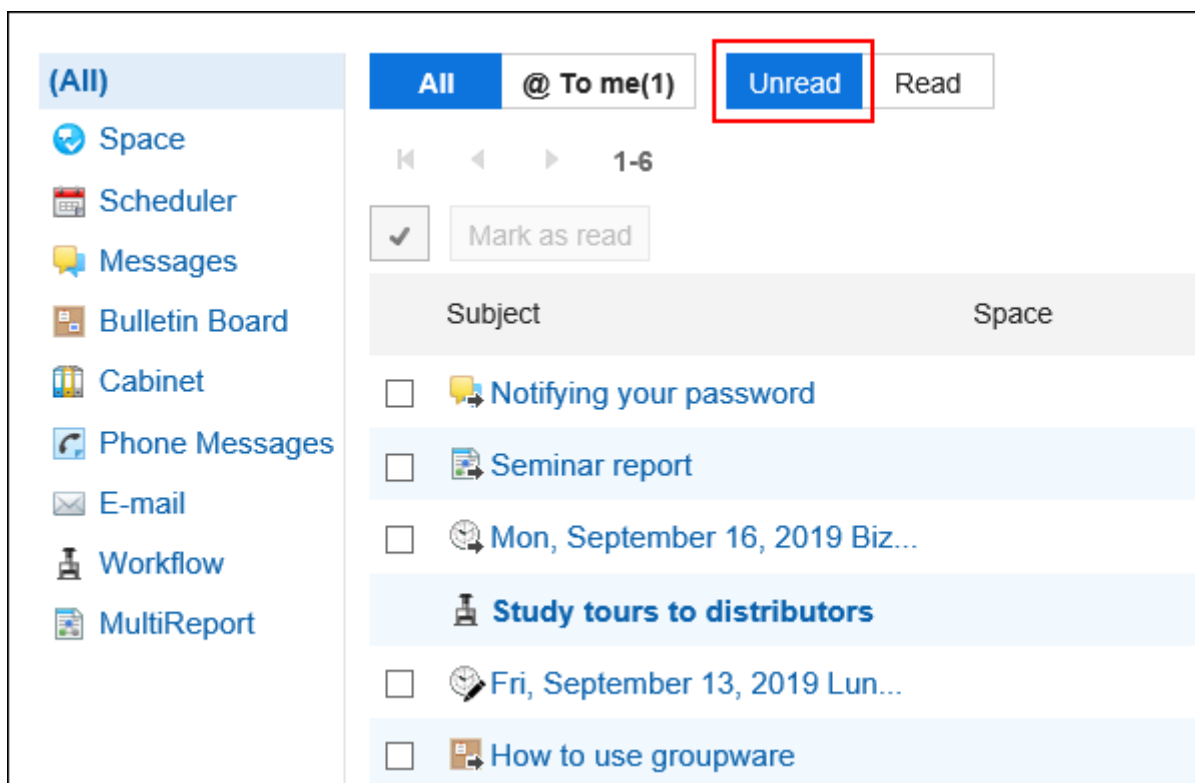 (All)
Space
Scheduler
Messages
Bulletin Board
Cabinet
Phone Messages
E-mail
Workflow
MultiReport
All @ To me(1) Unread Read
1-6
Mark as read
Subject Space
Notifying your password
Seminar report
Mon, September 16, 2019 Biz...
Study tours to distributors
Fri, September 13, 2019 Lun...
How to use groupware